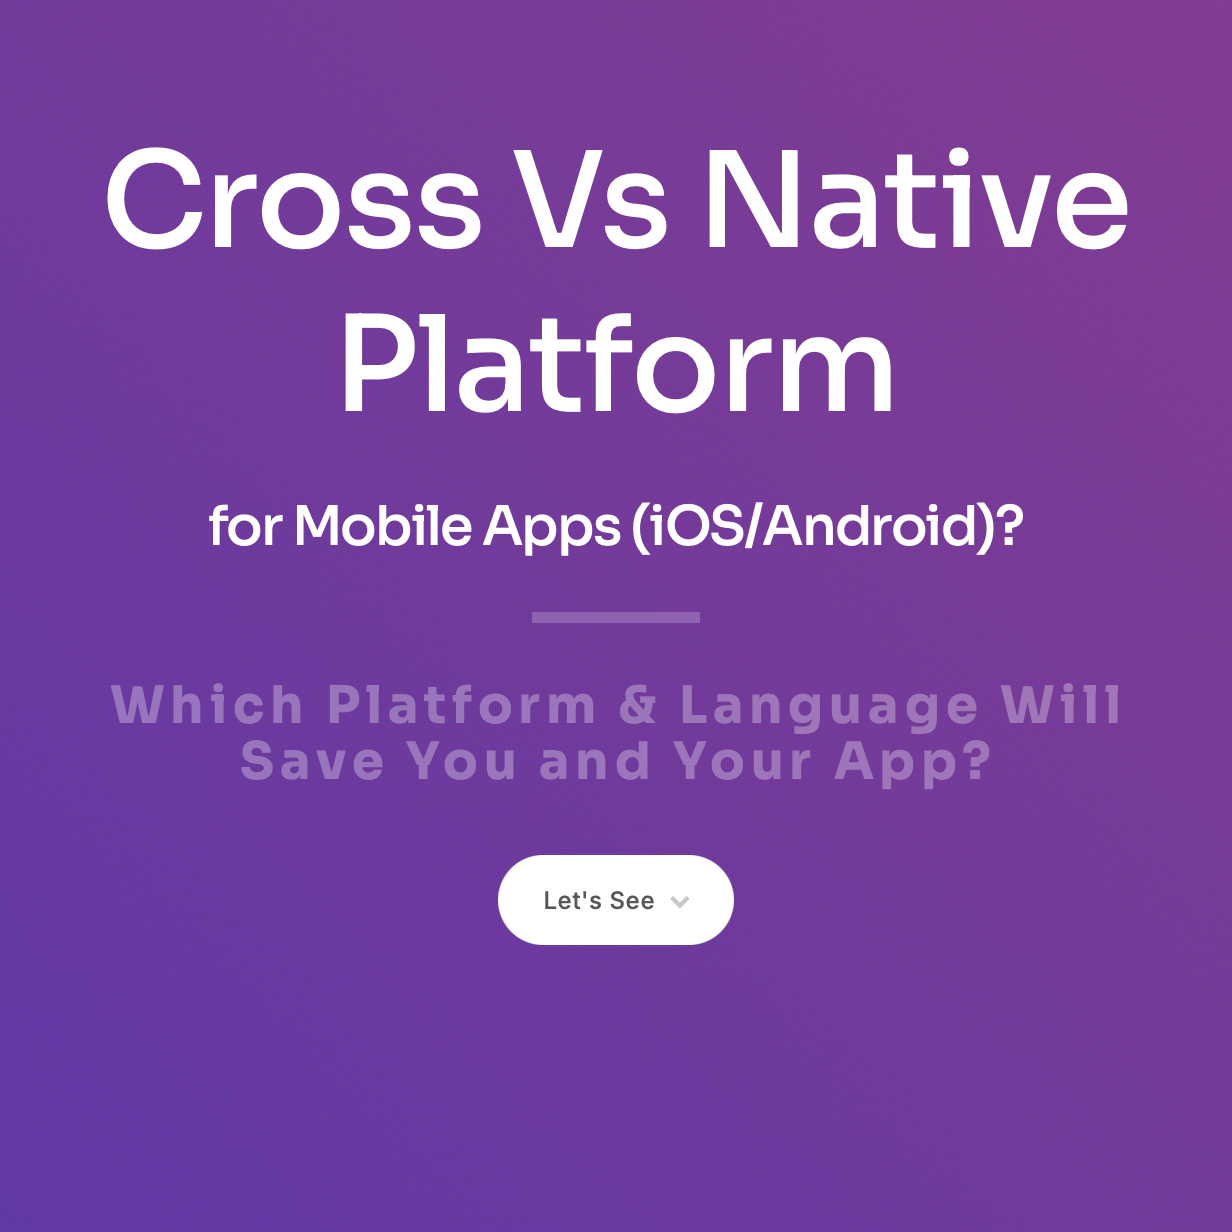 Cross Vs Native
Platform
for Mobile Apps (iOS/Android)?
Which Platform & Language Will
Save You and Your App?
Let's See